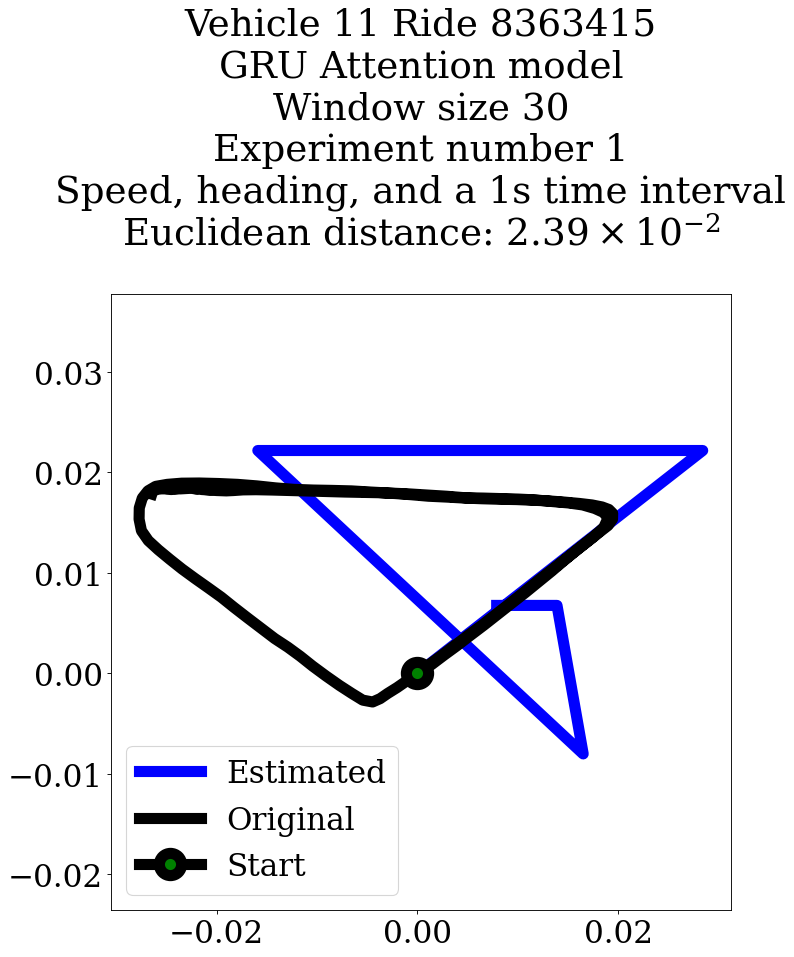 Vehicle 11 Ride 8363415
GRU Attention model
Window size 30
Experiment number 1
Speed, heading, and a 1s time interval
Euclidean distance: 2.39 × 10⁻²
0.03
0.02
0.01
0.00
−0.01
−0.02
Estimated
Original
Start
−0.02 0.00 0.02